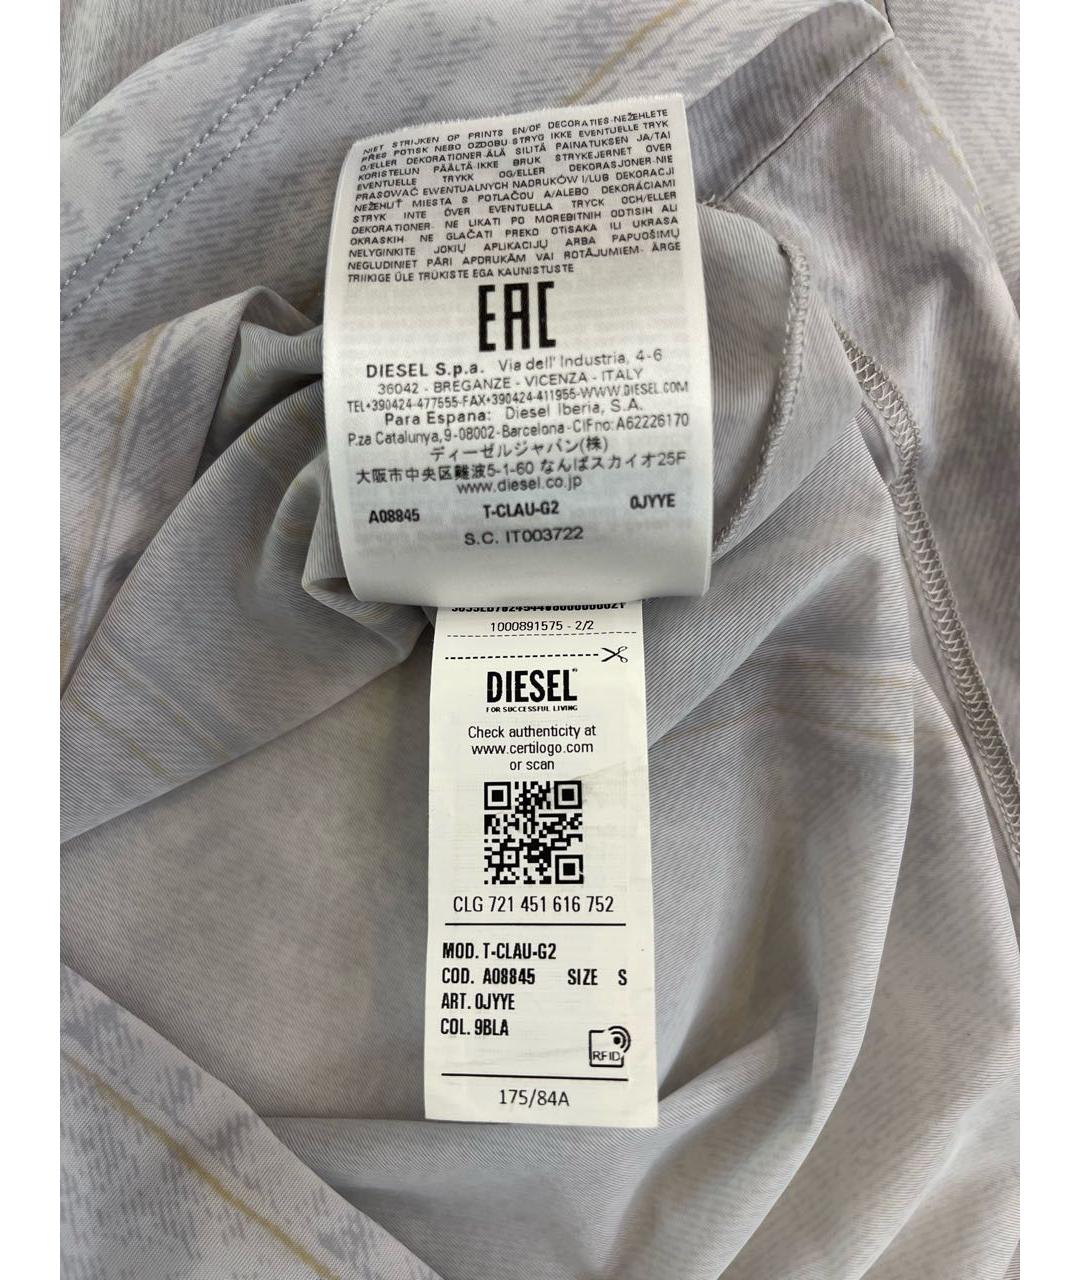 NIET STRIJKEN OP PRINTS EN/OF DECORATIES-NEŽEHLETE
PŘES POTISK NEBO OZDOBU-STRYG IKKE EVENTUELLE TRYK
O/ELLER DEKORATIONER-ÄLÄ SILITÄ PAINATUKSEN JA/TAI
KORISTELUN PÄÄLTÄ-IKKE BRUK STRYKEJERNET OVER
EVENTUELLE TRYKK OG/ELLER DEKORASJONER-NIE
PRASOWAĆ EWENTUALNYCH NADRUKÓW I/LUB DEKORACJI
NEŽEHLIŤ MIESTA S POTLAČOU A/ALEBO DEKORÁCIAMI
STRYK INTE ÖVER EVENTUELLA TRYCK OCH/ELLER
DEKORATIONER- NE LIKATI PO MOREBITNIH ODTISIH ALI
OKRASKIH NE GLAČATI PREKO OTISAKA ILI UKRASA
NELYGINKITE JOKIŲ APLIKACIJŲ ARBA PAPUOŠIMŲ
NEGLUDINIET PĀRI APDRUKĀM VAI ROTĀJUMIEM- ÄRGE
TRIIKIGE ÜLE TRÜKISTE EGA KAUNISTUSTE
EAC
DIESEL S.p.a. Via dell' Industria, 4-6
36042 - BREGANZE - VICENZA - ITALY
TEL+390424-477555-FAX+390424-411955-WWW.DIESEL.COM
Para Espana: Diesel Iberia, S.A.
P.za Catalunya,9-08002-Barcelona-CIFno:A62226170
ディーゼルジャパン(株)
大阪市中央区難波5-1-60 なんばスカイオ25F
www.diesel.co.jp
A08845 T-CLAU-G2 0JYYE
S.C. IT003722
1000891575 - 2/2
DIESEL®
FOR SUCCESSFUL LIVING
Check authenticity at
www.certilogo.com
or scan
CLG 721 451 616 752
MOD. T-CLAU-G2
COD. A08845 SIZE S
ART. 0JYYE
COL. 9BLA
RFID
175/84A